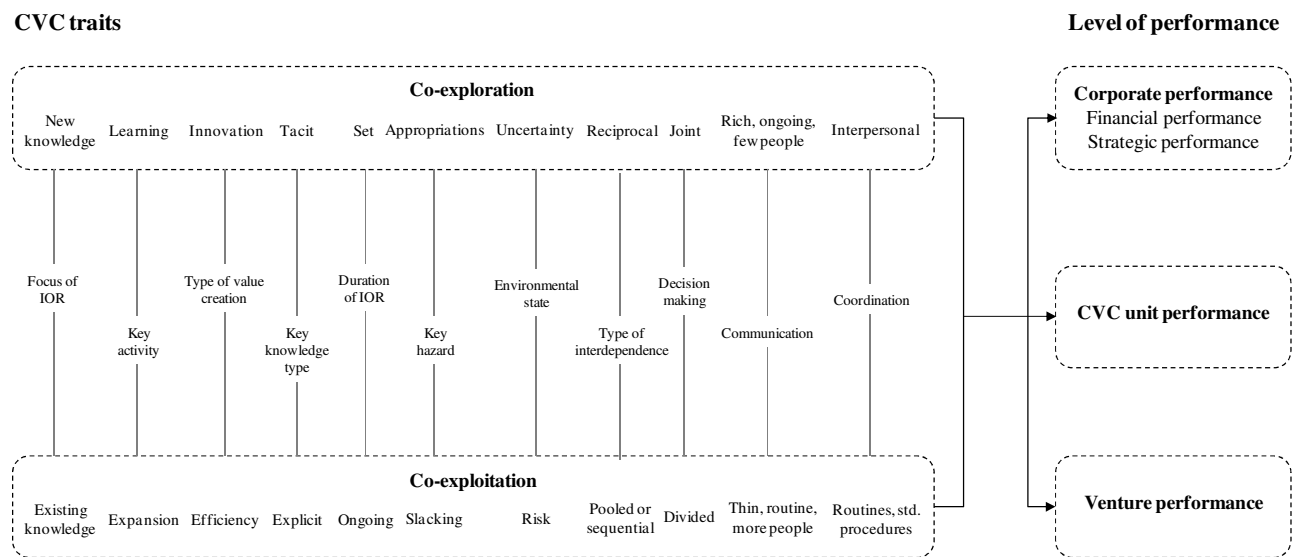 CVC traits
Level of performance
Co-exploration
New
knowledge
Learning
Innovation
Tacit
Set
Appropriations
Uncertainty
Reciprocal
Joint
Rich, ongoing,
few people
Interpersonal
Corporate performance
Financial performance
Strategic performance
Focus of
IOR
Key
activity
Type of value
creation
Key
knowledge
type
Duration
of IOR
Key
hazard
Environmental
state
Type of
interdependence
Decision
making
Communication
Coordination
CVC unit performance
Co-exploitation
Existing
knowledge
Expansion
Efficiency
Explicit
Ongoing
Slacking
Risk
Pooled or
sequential
Divided
Thin, routine,
more people
Routines, std.
procedures
Venture performance